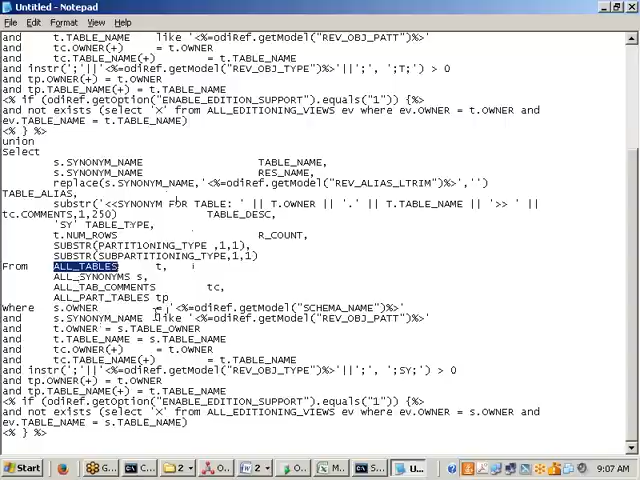 Untitled - Notepad
File Edit Format View Help
and t.TABLE_NAME like '<%=odiRef.getModel("REV_OBJ_PATT")%>'
and tc.OWNER(+) = t.OWNER
and tc.TABLE_NAME(+) = t.TABLE_NAME
and instr(';'||'<%=odiRef.getModel("REV_OBJ_TYPE")%>'||';', ';T;') > 0
and tp.OWNER(+) = t.OWNER
and tp.TABLE_NAME(+) = t.TABLE_NAME
<% if (odiRef.getOption("ENABLE_EDITION_SUPPORT").equals("1")) {%>
and not exists (select 'X' from ALL_EDITIONING_VIEWS ev where ev.OWNER = t.OWNER and
ev.TABLE_NAME = t.TABLE_NAME)
<% } %>
union
Select
s.SYNONYM_NAME TABLE_NAME,
s.SYNONYM_NAME RES_NAME,
replace(s.SYNONYM_NAME,'<%=odiRef.getModel("REV_ALIAS_LTRIM")%>','')
TABLE_ALIAS,
substr('<<SYNONYM FOR TABLE: ' || T.OWNER || '.' || T.TABLE_NAME || '>> ' ||
tc.COMMENTS,1,250) TABLE_DESC,
'SY' TABLE_TYPE,
t.NUM_ROWS R_COUNT,
SUBSTR(PARTITIONING_TYPE ,1,1),
SUBSTR(SUBPARTITIONING_TYPE,1,1)
From ALL_TABLES t,
ALL_SYNONYMS s,
ALL_TAB_COMMENTS tc,
ALL_PART_TABLES tp
where s.OWNER = '<%=odiRef.getModel("SCHEMA_NAME")%>'
and s.SYNONYM_NAME like '<%=odiRef.getModel("REV_OBJ_PATT")%>'
and t.OWNER = s.TABLE_OWNER
and t.TABLE_NAME = s.TABLE_NAME
and tc.OWNER(+) = t.OWNER
and tc.TABLE_NAME(+) = t.TABLE_NAME
and instr(';'||'<%=odiRef.getModel("REV_OBJ_TYPE")%>'||';', ';SY;') > 0
and tp.OWNER(+) = t.OWNER
and tp.TABLE_NAME(+) = t.TABLE_NAME
<% if (odiRef.getOption("ENABLE_EDITION_SUPPORT").equals("1")) {%>
and not exists (select 'X' from ALL_EDITIONING_VIEWS ev where ev.OWNER = s.OWNER and
ev.TABLE_NAME = s.TABLE_NAME)
<% } %>
Start G... C... 2 O... 2 O... M... S... U... 9:07 AM